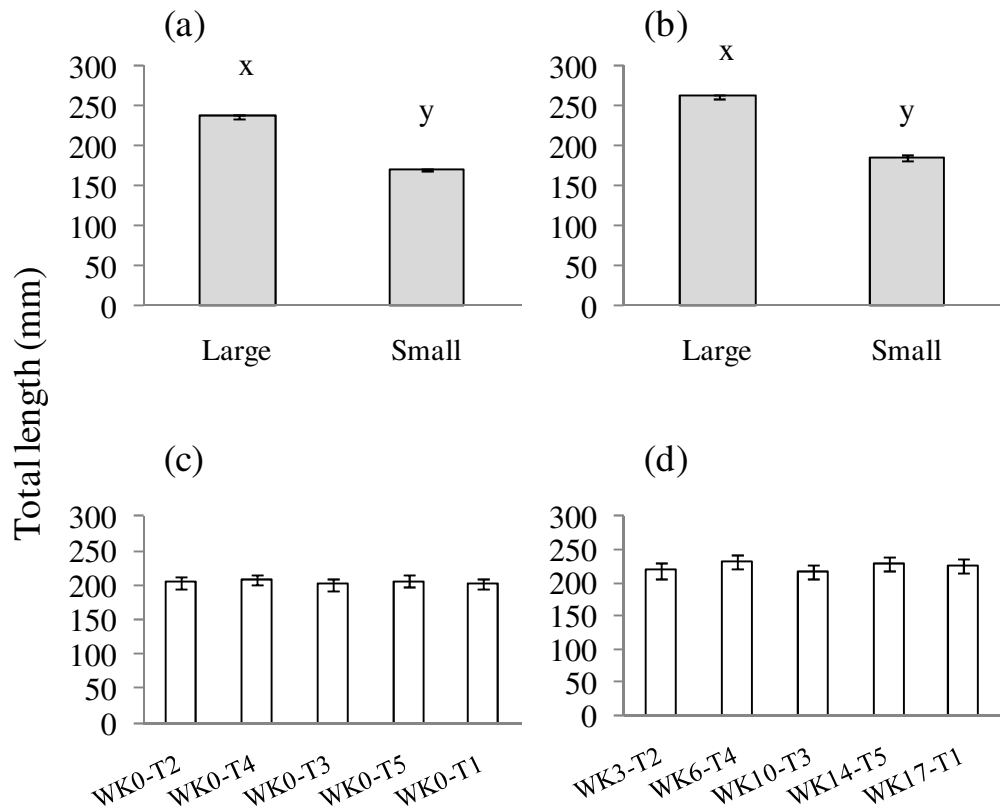 (a)
300
250
200
150
100
50
0
x
y
Large
Small
(b)
300
250
200
150
100
50
0
x
y
Large
Small
Total length (mm)
(c)
300
250
200
150
100
50
0
WK0-T2
WK0-T4
WK0-T3
WK0-T5
WK0-T1
(d)
300
250
200
150
100
50
0
WK3-T2
WK6-T4
WK10-T3
WK14-T5
WK17-T1